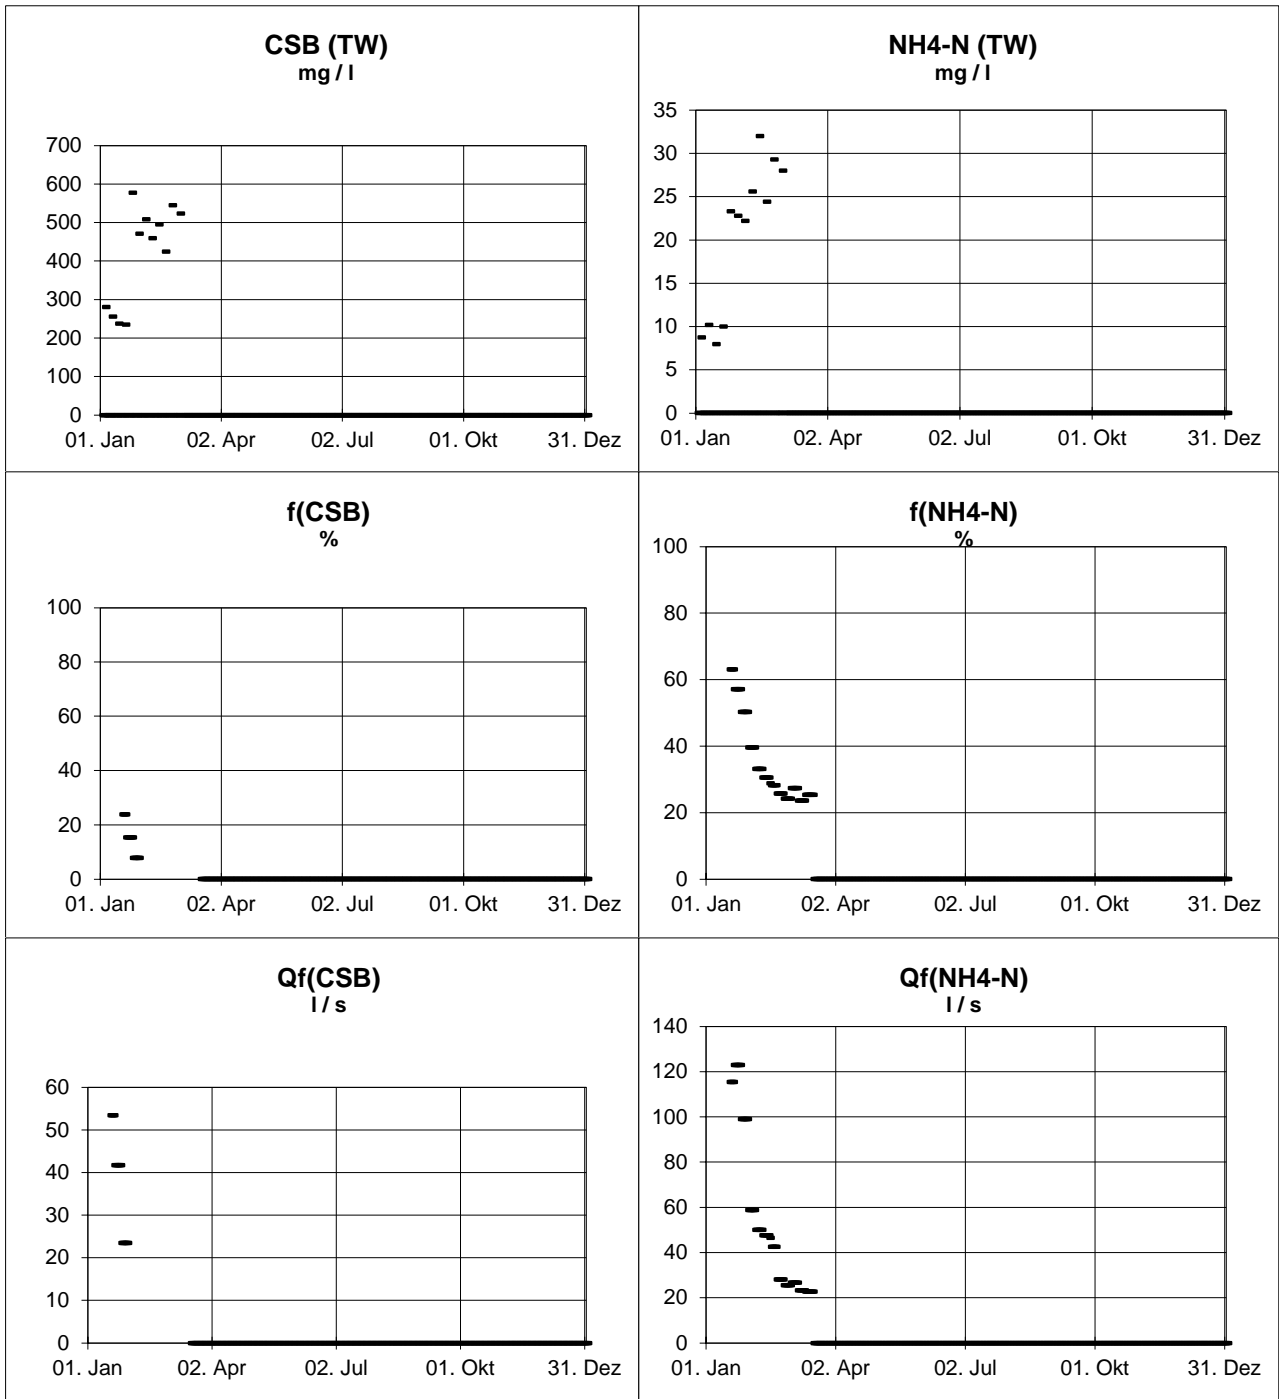 CSB (TW)
mg / l
700
600
500
400
300
200
100
0
01. Jan 02. Apr 02. Jul 01. Okt 31. Dez
NH4-N (TW)
mg / l
35
30
25
20
15
10
5
0
01. Jan 02. Apr 02. Jul 01. Okt 31. Dez
f(CSB)
%
100
80
60
40
20
0
01. Jan 02. Apr 02. Jul 01. Okt 31. Dez
f(NH4-N)
%
100
80
60
40
20
0
01. Jan 02. Apr 02. Jul 01. Okt 31. Dez
Qf(CSB)
l / s
60
50
40
30
20
10
0
01. Jan 02. Apr 02. Jul 01. Okt 31. Dez
Qf(NH4-N)
l / s
140
120
100
80
60
40
20
0
01. Jan 02. Apr 02. Jul 01. Okt 31. Dez